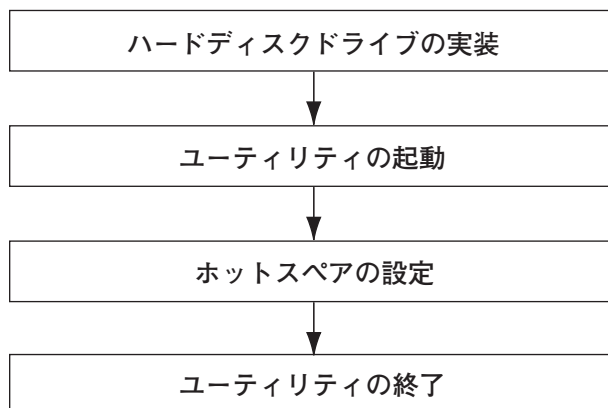 ハードディスクドライブの実装
ユーティリティの起動
ホットスペアの設定
ユーティリティの終了